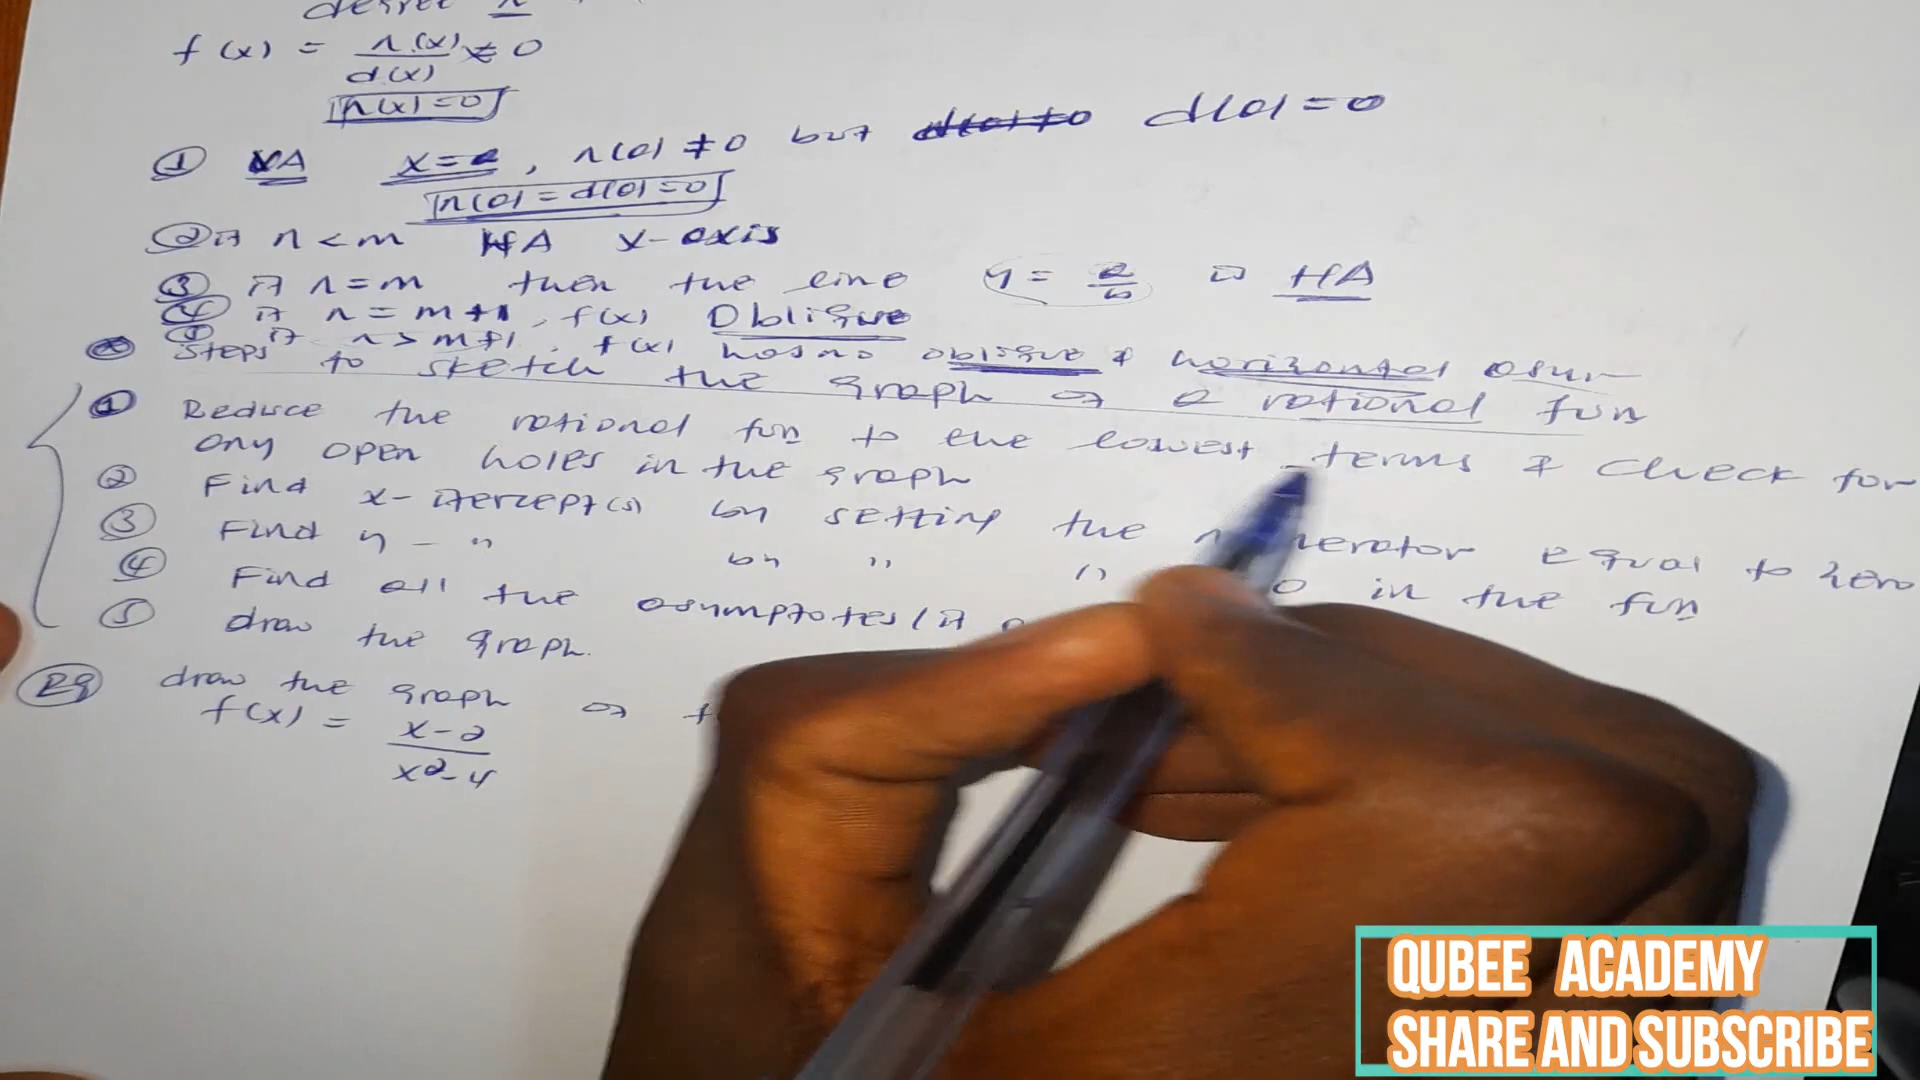 degree n
f(x) = n(x) / d(x) ≠ 0
n(x) = 0
① VA x = a, n(a) ≠ 0 but d(a) = 0
n(a) = d(a) = 0
② if n < m HA x-axis
③ if n = m then the line y = a/b is HA
④ if n = m+1, f(x) Oblique
⑤ if n > m+1, f(x) has no oblique & horizontal asym
Steps to sketch the graph of a rational fun
① Reduce the rational fun to the lowest terms & check for
any open holes in the graph
② Find x-itercept(s) by setting the numerator equal to zero
③ Find y - " by " " 0 in the fun
④ Find all the asymptotes (if
⑤ draw the graph.
Eg draw the graph of
f(x) = x-2 / x²-4
QUBEE ACADEMY
SHARE AND SUBSCRIBE